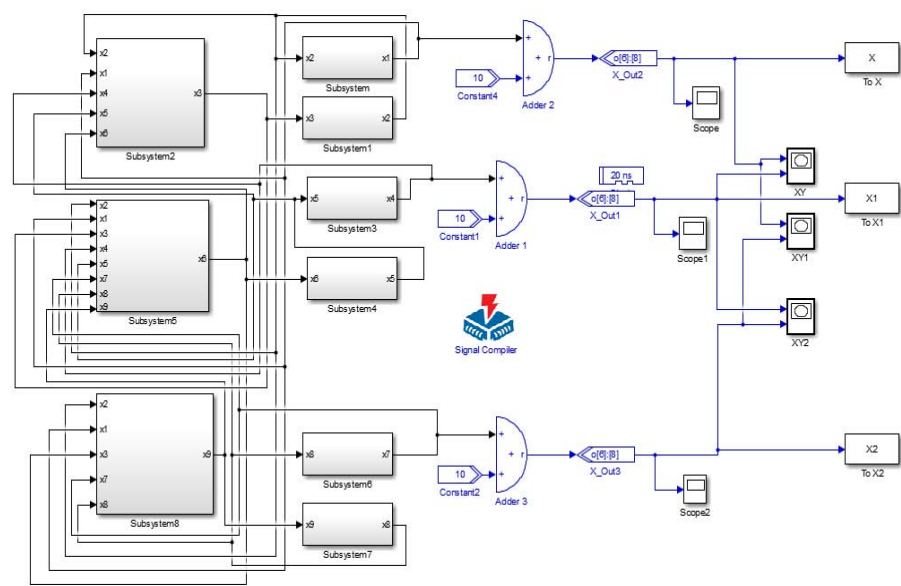 x2
x1
x4
x5
x6
x3
Subsystem2
x2
x1
Subsystem
x3
x2
Subsystem1
+
+
r
10
Constant4
Adder 2
o[6]:[8]
X_Out2
Scope
X
To X
x5
x4
Subsystem3
+
+
r
10
Constant1
Adder 1
20 ns
o[6]:[8]
X_Out1
Scope1
XY
X1
To X1
XY1
x2
x1
x3
x4
x5
x7
x8
x9
x6
Subsystem5
x6
x5
Subsystem4
Signal Compiler
XY2
x2
x1
x3
x7
x8
x9
Subsystem8
x8
x7
Subsystem6
x9
x8
Subsystem7
+
+
r
10
Constant2
Adder 3
o[6]:[8]
X_Out3
Scope2
X2
To X2